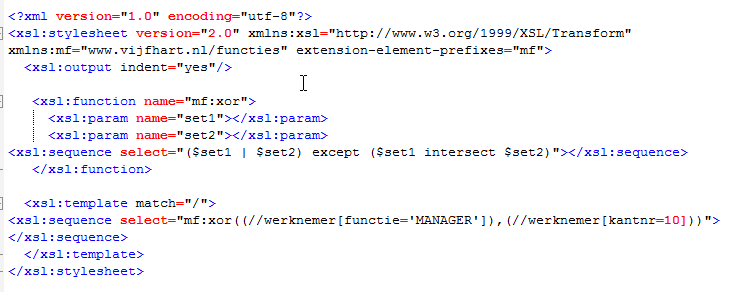 <?xml version="1.0" encoding="utf-8"?>
<xsl:stylesheet version="2.0" xmlns:xsl="http://www.w3.org/1999/XSL/Transform"
xmlns:mf="www.vijfhart.nl/functies" extension-element-prefixes="mf">
<xsl:output indent="yes"/>
<xsl:function name="mf:xor">
<xsl:param name="set1"></xsl:param>
<xsl:param name="set2"></xsl:param>
<xsl:sequence select="($set1 | $set2) except ($set1 intersect $set2)"></xsl:sequence>
</xsl:function>
<xsl:template match="/">
<xsl:sequence select="mf:xor((//werknemer[functie='MANAGER']),(//werknemer[kantnr=10]))">
</xsl:sequence>
</xsl:template>
</xsl:stylesheet>